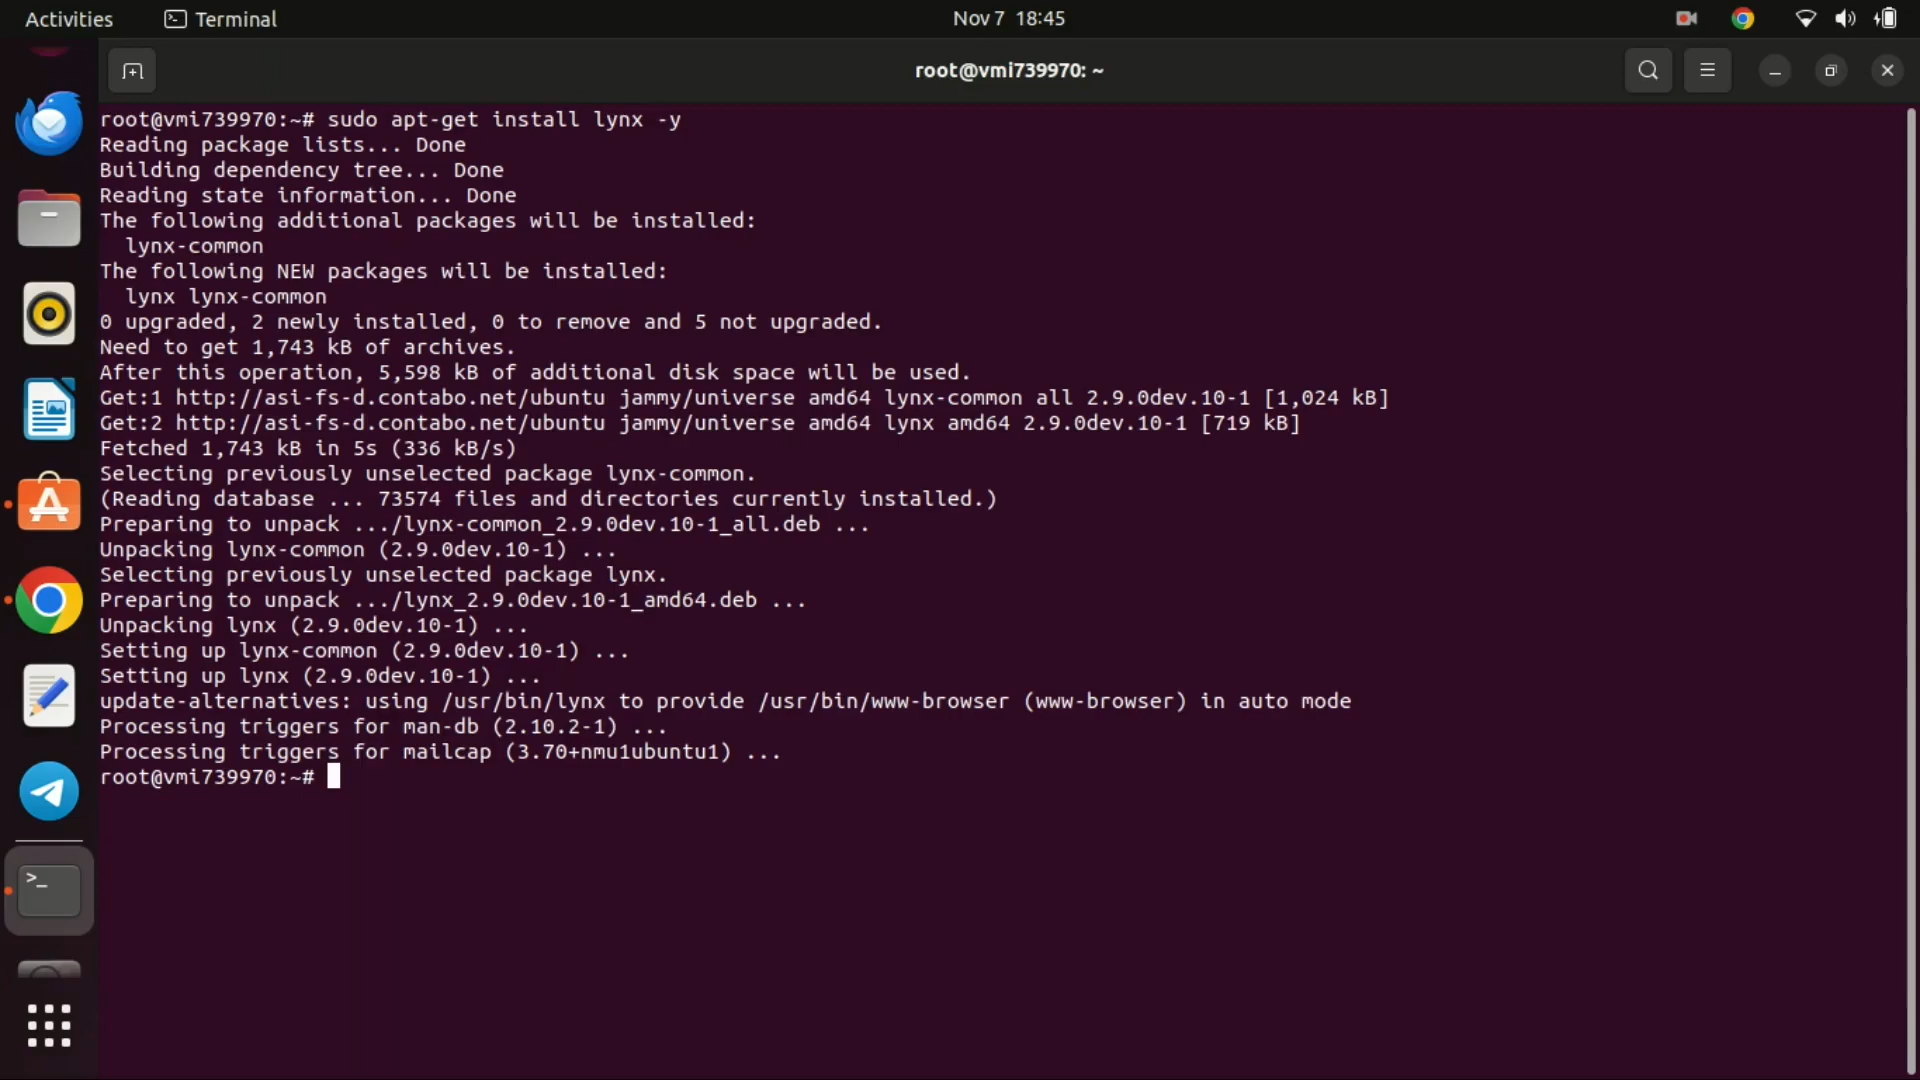 Activities
Terminal
Nov 7 18:45
root@vmi739970: ~
root@vmi739970:~# sudo apt-get install lynx -y
Reading package lists... Done
Building dependency tree... Done
Reading state information... Done
The following additional packages will be installed:
  lynx-common
The following NEW packages will be installed:
  lynx lynx-common
0 upgraded, 2 newly installed, 0 to remove and 5 not upgraded.
Need to get 1,743 kB of archives.
After this operation, 5,598 kB of additional disk space will be used.
Get:1 http://asi-fs-d.contabo.net/ubuntu jammy/universe amd64 lynx-common all 2.9.0dev.10-1 [1,024 kB]
Get:2 http://asi-fs-d.contabo.net/ubuntu jammy/universe amd64 lynx amd64 2.9.0dev.10-1 [719 kB]
Fetched 1,743 kB in 5s (336 kB/s)
Selecting previously unselected package lynx-common.
(Reading database ... 73574 files and directories currently installed.)
Preparing to unpack .../lynx-common_2.9.0dev.10-1_all.deb ...
Unpacking lynx-common (2.9.0dev.10-1) ...
Selecting previously unselected package lynx.
Preparing to unpack .../lynx_2.9.0dev.10-1_amd64.deb ...
Unpacking lynx (2.9.0dev.10-1) ...
Setting up lynx-common (2.9.0dev.10-1) ...
Setting up lynx (2.9.0dev.10-1) ...
update-alternatives: using /usr/bin/lynx to provide /usr/bin/www-browser (www-browser) in auto mode
Processing triggers for man-db (2.10.2-1) ...
Processing triggers for mailcap (3.70+nmu1ubuntu1) ...
root@vmi739970:~#